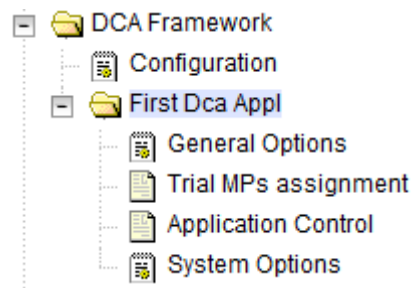 DCA Framework
Configuration
First Dca Appl
General Options
Trial MPs assignment
Application Control
System Options